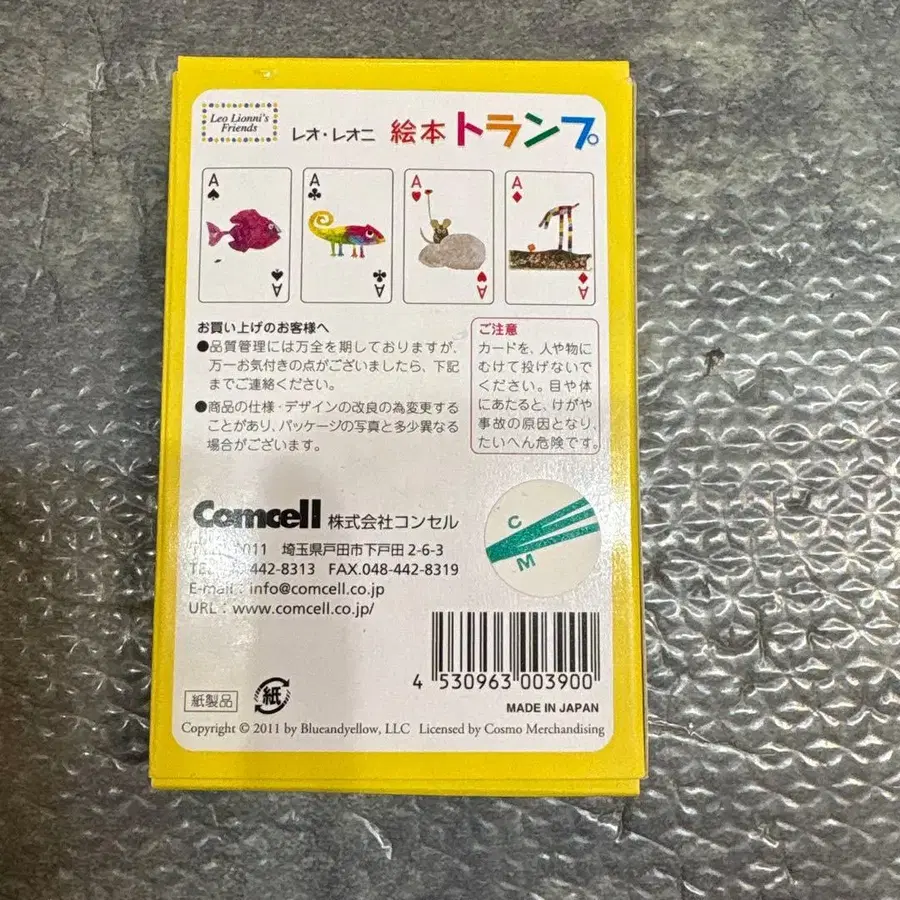 Leo Lionni's
Friends
レオ・レオニ 絵本 トランプ
A A A A
A A A A
お買い上げのお客様へ
●品質管理には万全を期しておりますが、
万一お気付きの点がございましたら、下記
までご連絡ください。
●商品の仕様・デザインの改良の為変更する
ことがあり、パッケージの写真と多少異なる
場合がございます。
ご注意
カードを、人や物に
むけて投げないで
ください。目や体
にあたると、けがや
事故の原因となり、
たいへん危険です。
Comcell 株式会社コンセル
埼玉県戸田市下戸田 2-6-3
442-8313 FAX.048-442-8319
E-mail : info@comcell.co.jp
URL : www.comcell.co.jp/
C
M
4 530963 003900
MADE IN JAPAN
紙製品
紙
Copyright © 2011 by Blueandyellow, LLC Licensed by Cosmo Merchandising